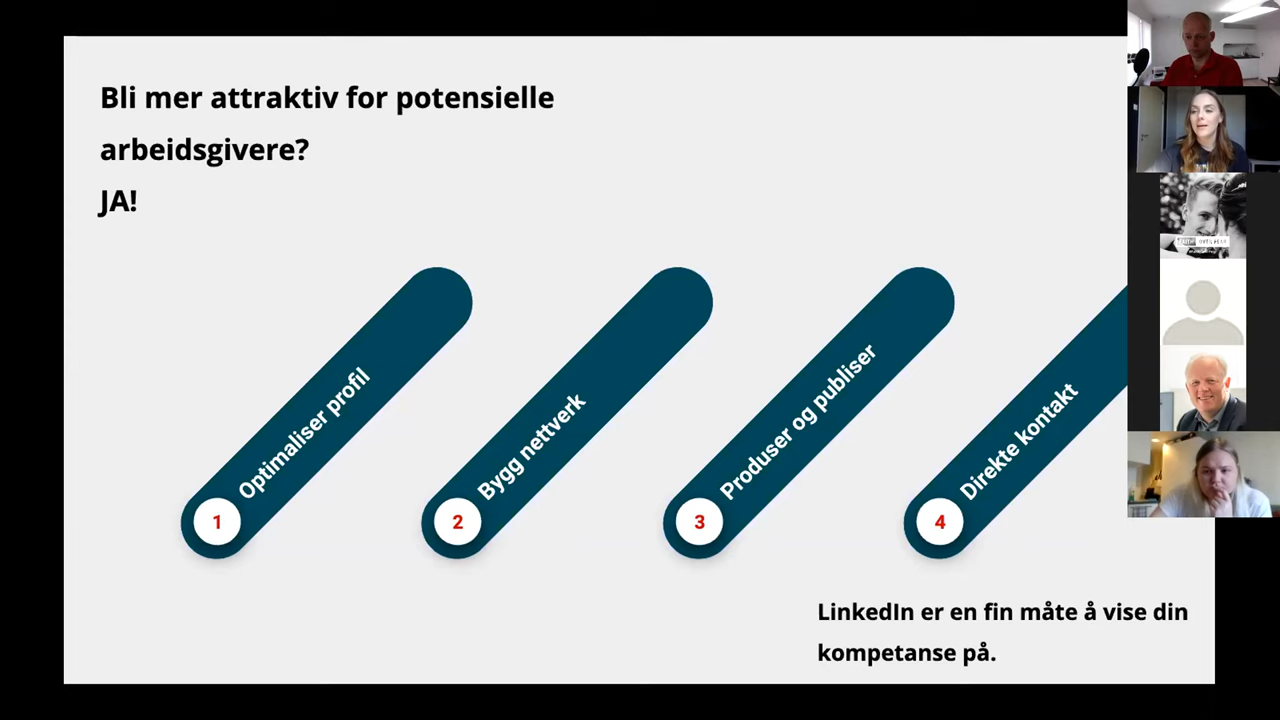 Bli mer attraktiv for potensielle
arbeidsgivere?
JA!
Optimaliser profil
1
Bygg nettverk
2
Produser og publiser
3
Direkte kontakt
4
LinkedIn er en fin måte å vise din
kompetanse på.